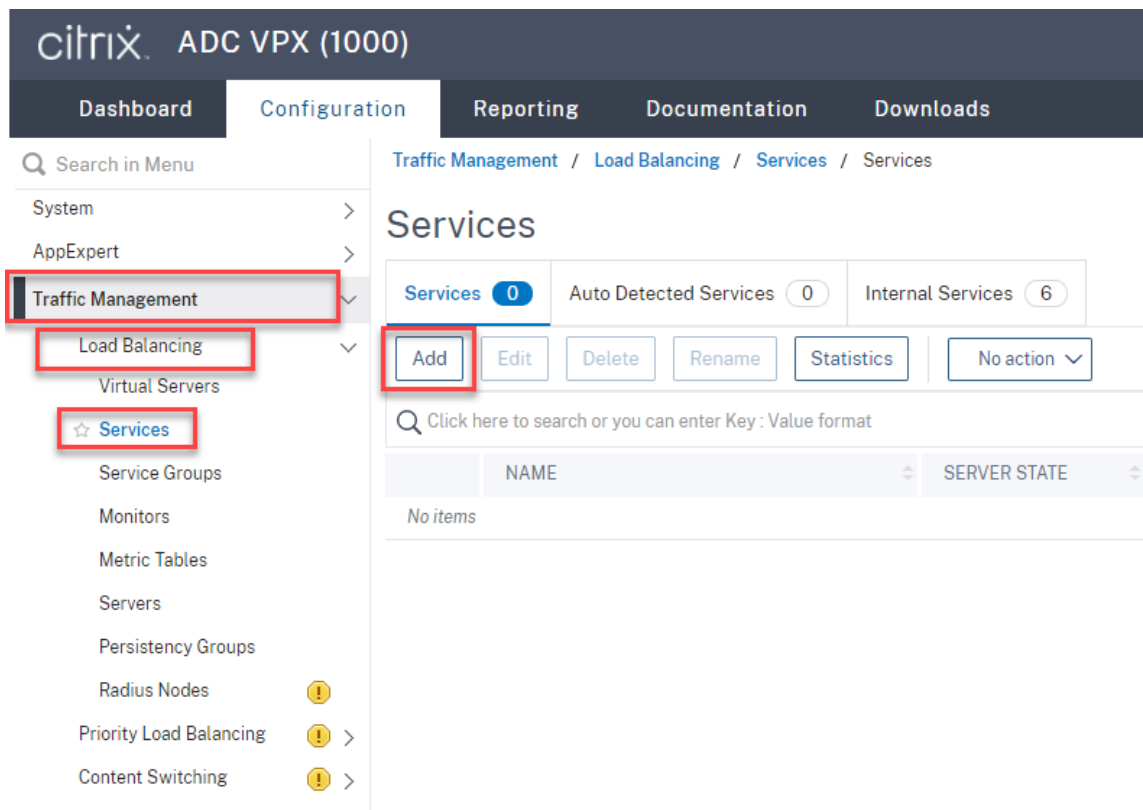 citrix. ADC VPX (1000)
Dashboard Configuration Reporting Documentation Downloads
Search in Menu
System
AppExpert
Traffic Management
Load Balancing
Virtual Servers
Services
Service Groups
Monitors
Metric Tables
Servers
Persistency Groups
Radius Nodes
Priority Load Balancing
Content Switching
Traffic Management / Load Balancing / Services / Services
Services
Services 0 Auto Detected Services 0 Internal Services 6
Add Edit Delete Rename Statistics No action
Click here to search or you can enter Key : Value format
NAME SERVER STATE
No items